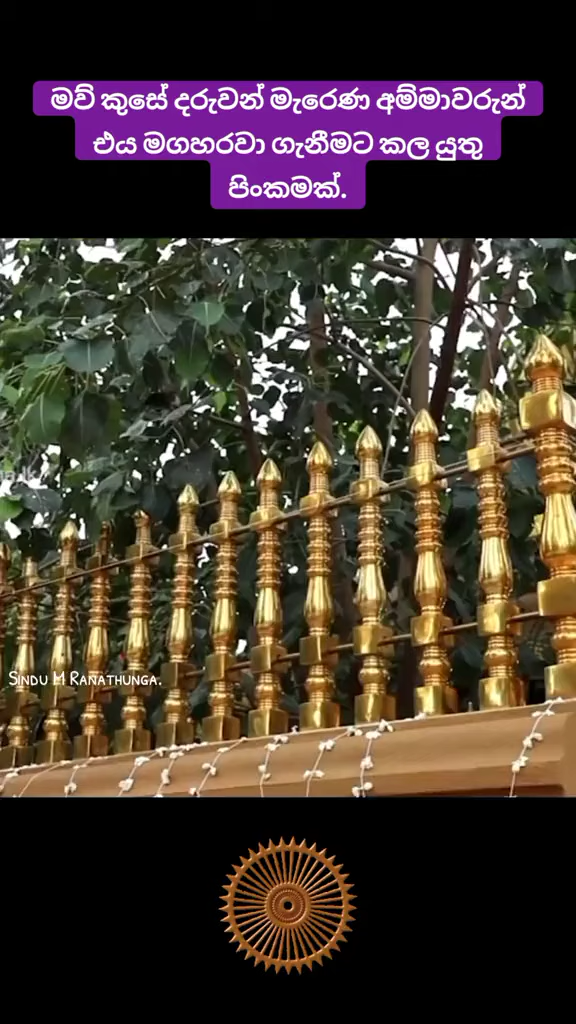 මව් කුසේ දරුවන් මැරෙණ අම්මාවරුන්
එය මගහරවා ගැනීමට කල යුතු
පිංකමක්.
Sindu M Ranathunga.